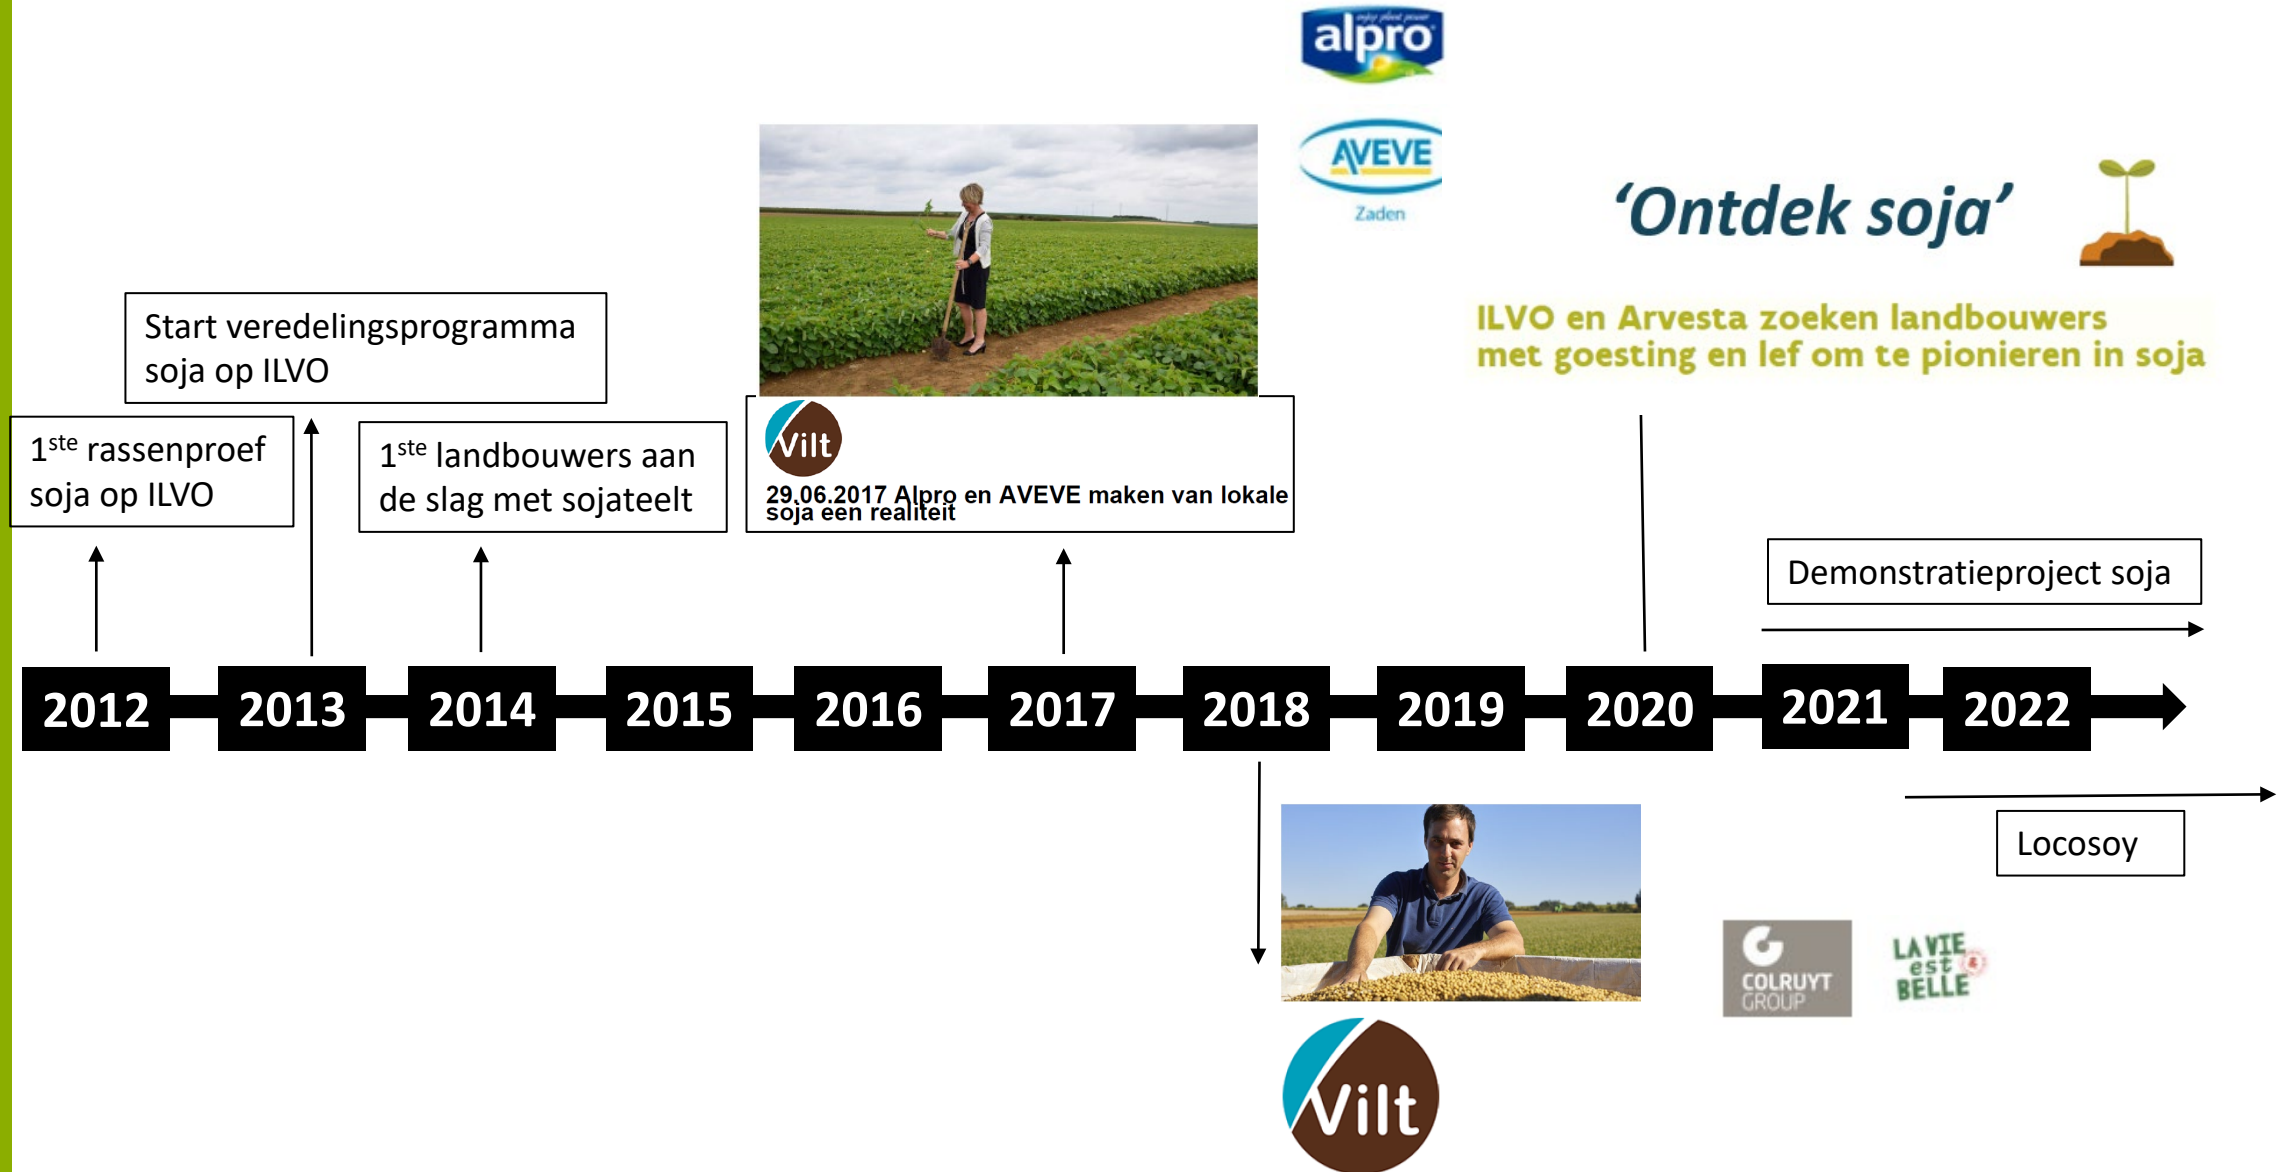 enjoy plant power
alpro
AVEVE
Zaden
‘Ontdek soja’
ILVO en Arvesta zoeken landbouwers
met goesting en lef om te pionieren in soja
Start veredelingsprogramma
soja op ILVO
1ste rassenproef
soja op ILVO
1ste landbouwers aan
de slag met sojateelt
Vilt
29.06.2017 Alpro en AVEVE maken van lokale
soja een realiteit
Demonstratieproject soja
2012 2013 2014 2015 2016 2017 2018 2019 2020 2021 2022
Locosoy
COLRUYT
GROUP
LA VIE
est
BELLE
Vilt